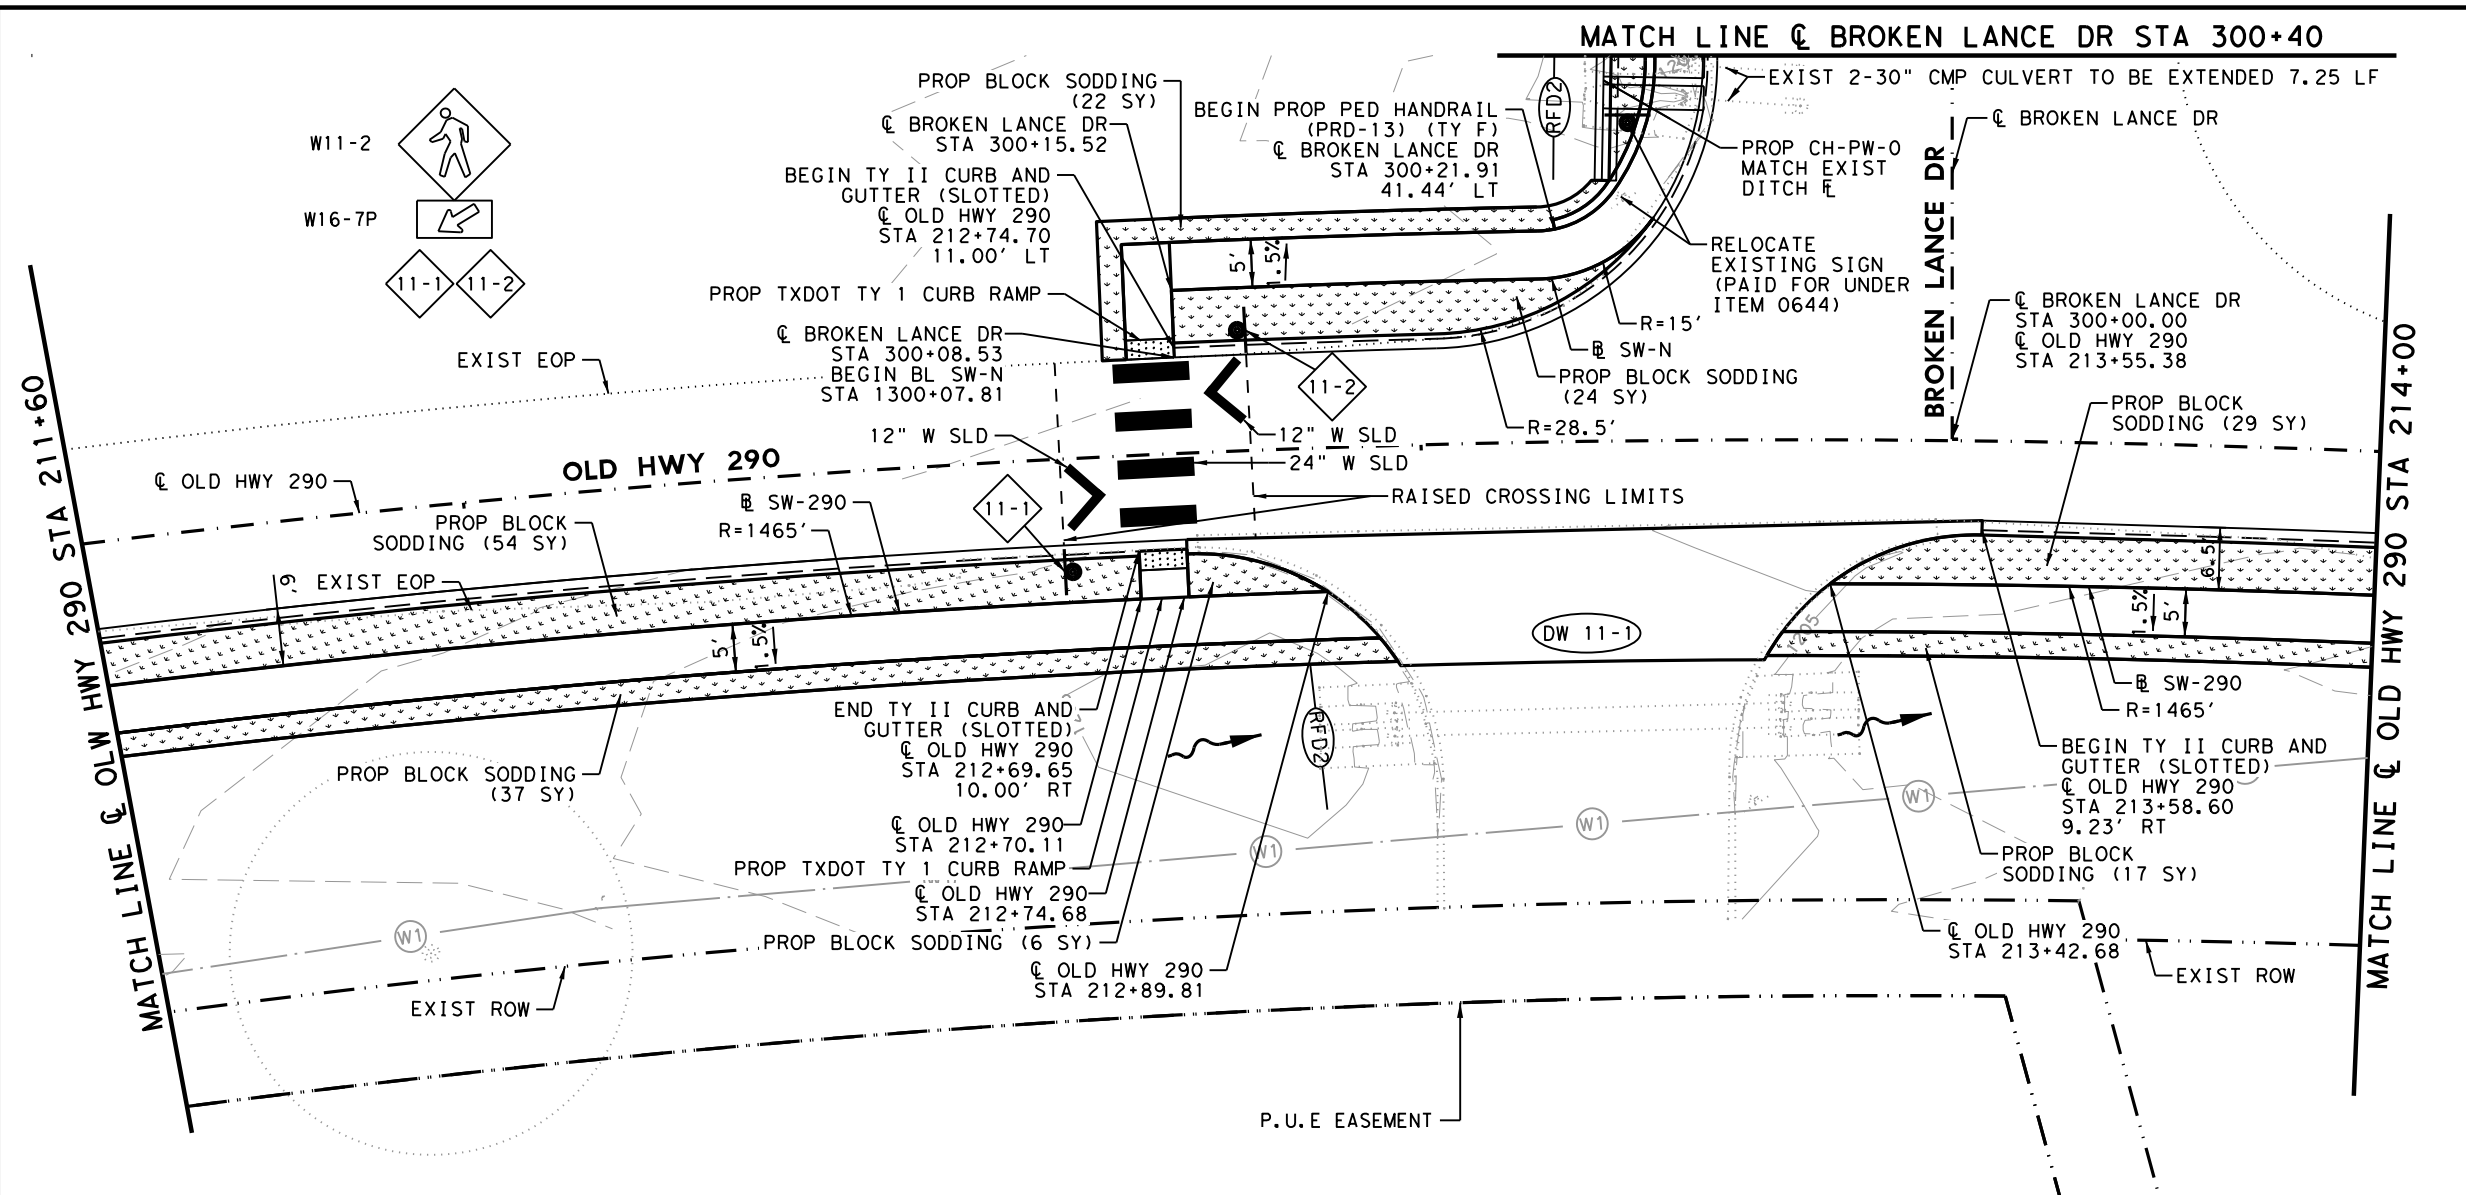 MATCH LINE ℄ BROKEN LANCE DR STA 300+40
EXIST 2-30" CMP CULVERT TO BE EXTENDED 7.25 LF
℄ BROKEN LANCE DR
PROP BLOCK SODDING
(22 SY)
℄ BROKEN LANCE DR
STA 300+15.52
BEGIN PROP PED HANDRAIL
(PRD-13) (TY F)
℄ BROKEN LANCE DR
STA 300+21.91
41.44' LT
RFD2
W11-2
W16-7P
11-1
11-2
BEGIN TY II CURB AND
GUTTER (SLOTTED)
℄ OLD HWY 290
STA 212+74.70
11.00' LT
PROP CH-PW-0
MATCH EXIST
DITCH FL
BROKEN LANCE DR
RELOCATE
EXISTING SIGN
(PAID FOR UNDER
ITEM 0644)
5'
1.5%
PROP TXDOT TY 1 CURB RAMP
℄ BROKEN LANCE DR
STA 300+08.53
BEGIN BL SW-N
STA 1300+07.81
R=15'
BL SW-N
PROP BLOCK SODDING
(24 SY)
R=28.5'
℄ BROKEN LANCE DR
STA 300+00.00
℄ OLD HWY 290
STA 213+55.38
EXIST EOP
11-2
12" W SLD
12" W SLD
24" W SLD
RAISED CROSSING LIMITS
PROP BLOCK
SODDING (29 SY)
MATCH LINE ℄ OLW HWY 290 STA 211+60
MATCH LINE ℄ OLD HWY 290 STA 214+00
OLD HWY 290
℄ OLD HWY 290
BL SW-290
R=1465'
11-1
PROP BLOCK
SODDING (54 SY)
EXIST EOP
6'
5'
1.5%
DW 11-1
1205
6.5'
1.5%
5'
BL SW-290
R=1465'
PROP BLOCK SODDING
(37 SY)
END TY II CURB AND
GUTTER (SLOTTED)
℄ OLD HWY 290
STA 212+69.65
10.00' RT
RFD2
BEGIN TY II CURB AND
GUTTER (SLOTTED)
℄ OLD HWY 290
STA 213+58.60
9.23' RT
℄ OLD HWY 290
STA 212+70.11
PROP TXDOT TY 1 CURB RAMP
℄ OLD HWY 290
STA 212+74.68
PROP BLOCK SODDING (6 SY)
℄ OLD HWY 290
STA 212+89.81
PROP BLOCK
SODDING (17 SY)
℄ OLD HWY 290
STA 213+42.68
W1
W1
W1
W1
EXIST ROW
EXIST ROW
P.U.E EASEMENT